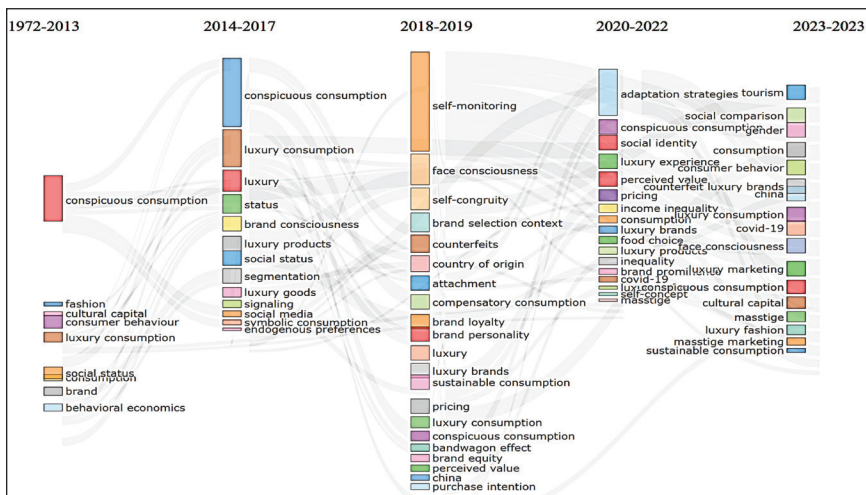 1972-2013
2014-2017
2018-2019
2020-2022
2023-2023
conspicuous consumption
fashion
cultural capital
consumer behaviour
luxury consumption
social status
consumption
brand
behavioral economics
conspicuous consumption
luxury consumption
luxury
status
brand consciousness
luxury products
social status
segmentation
luxury goods
signaling
social media
symbolic consumption
endogenous preferences
self-monitoring
face consciousness
self-congruity
brand selection context
counterfeits
country of origin
attachment
compensatory consumption
brand loyalty
brand personality
luxury
luxury brands
sustainable consumption
pricing
luxury consumption
conspicuous consumption
bandwagon effect
brand equity
perceived value
china
purchase intention
adaptation strategies
conspicuous consumption
social identity
luxury experience
perceived value
pricing
income inequality
consumption
luxury brands
food choice
luxury products
inequality
brand
covid-19
self-concept
masstige
tourism
social comparison
gender
consumption
consumer behavior
counterfeit luxury brands
china
luxury consumption
covid-19
face consciousness
luxury marketing
conspicuous consumption
cultural capital
masstige
luxury fashion
masstige marketing
sustainable consumption